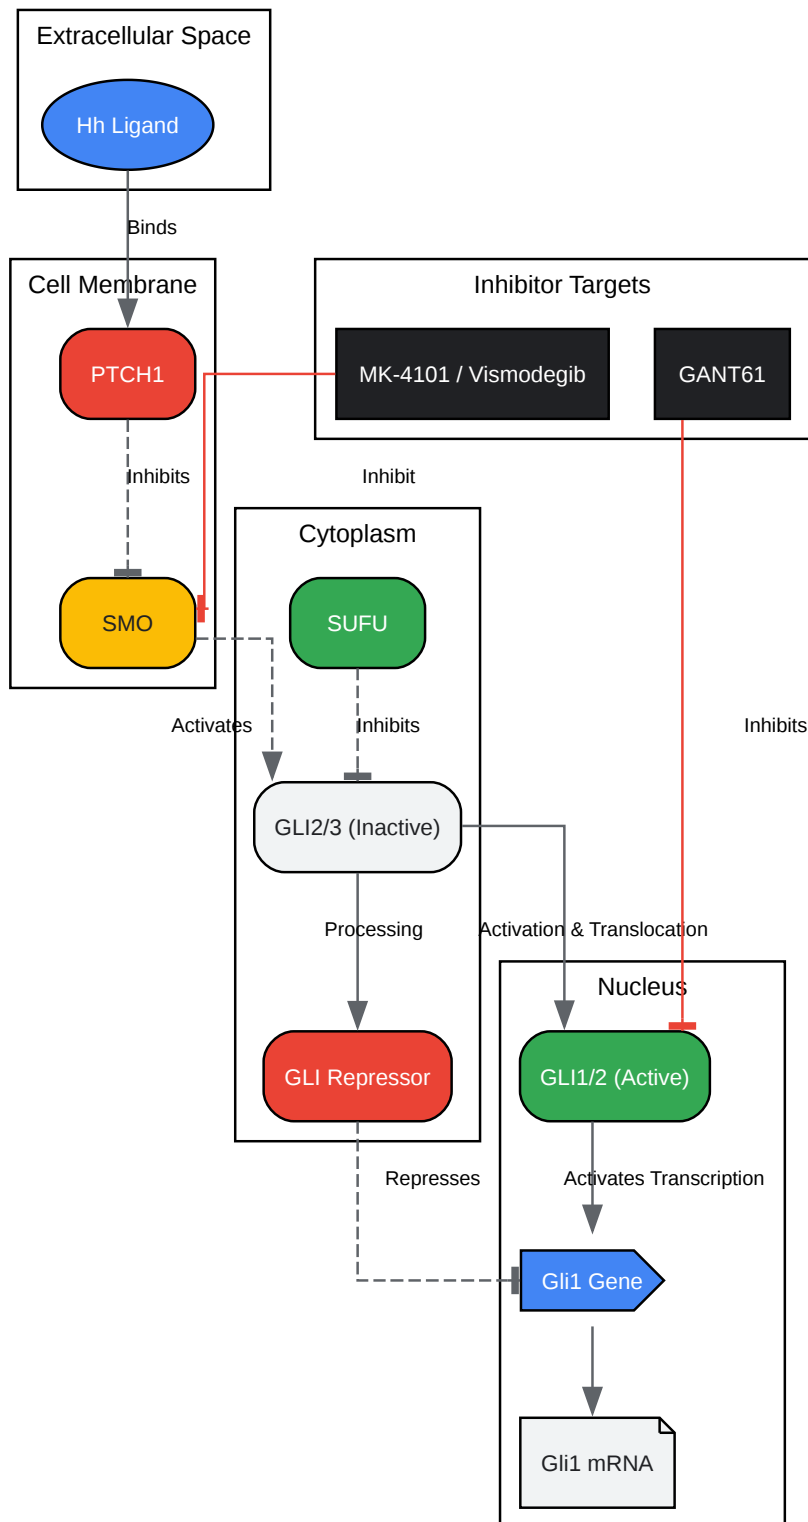 Extracellular Space
Hh Ligand
Binds
Cell Membrane
Inhibitor Targets
PTCH1
MK-4101 / Vismodegib
GANT61
Inhibits
Inhibit
Cytoplasm
SMO
SUFU
Activates
Inhibits
Inhibits
GLI2/3 (Inactive)
Processing
Activation & Translocation
Nucleus
GLI Repressor
GLI1/2 (Active)
Represses
Activates Transcription
Gli1 Gene
Gli1 mRNA